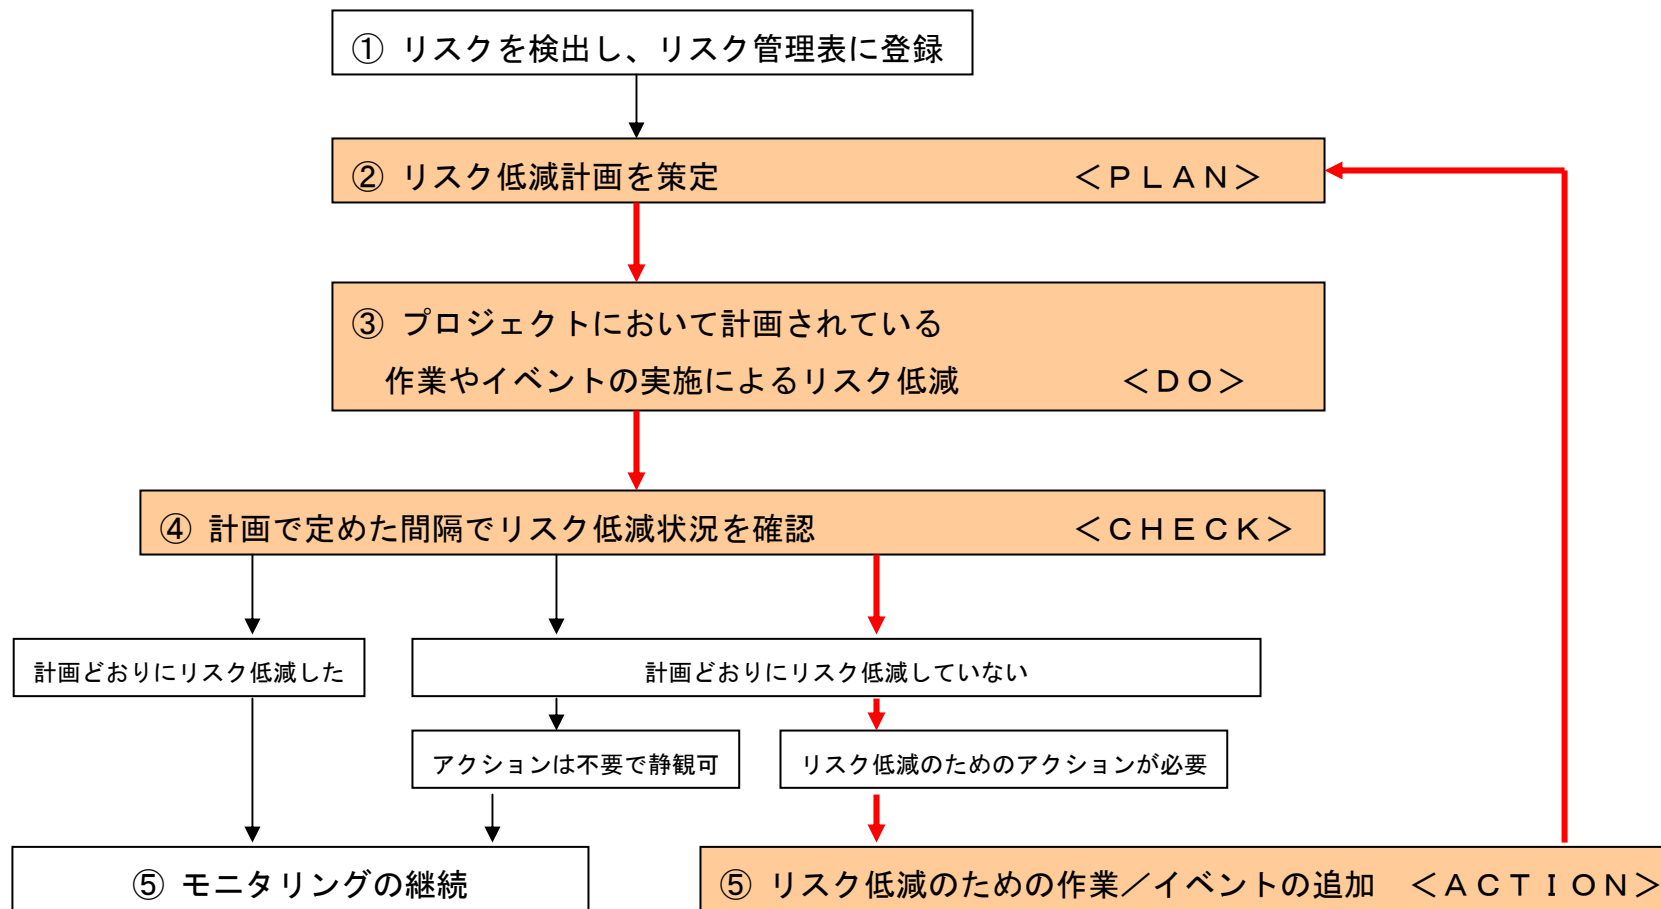 ① リスクを検出し、リスク管理表に登録
② リスク低減計画を策定 ＜ＰＬＡＮ＞
③ プロジェクトにおいて計画されている
作業やイベントの実施によるリスク低減 ＜ＤＯ＞
④ 計画で定めた間隔でリスク低減状況を確認 ＜ＣＨＥＣＫ＞
計画どおりにリスク低減した
計画どおりにリスク低減していない
アクションは不要で静観可
リスク低減のためのアクションが必要
⑤ モニタリングの継続
⑤ リスク低減のための作業／イベントの追加 ＜ＡＣＴＩＯＮ＞